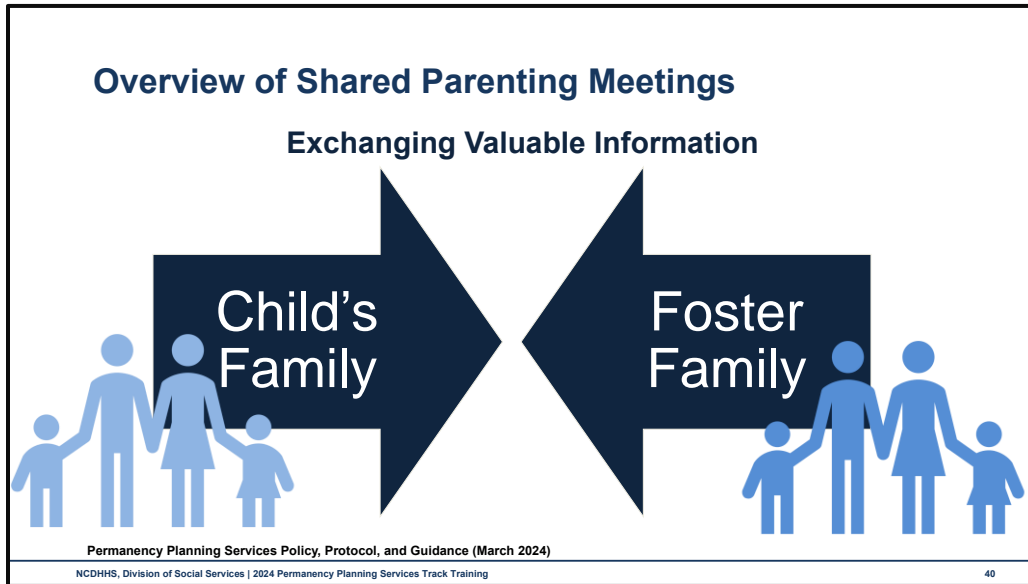 Overview of Shared Parenting Meetings
Exchanging Valuable Information
Child’s
Family
Foster
Family
Permanency Planning Services Policy, Protocol, and Guidance (March 2024)
NCDHHS, Division of Social Services | 2024 Permanency Planning Services Track Training
40